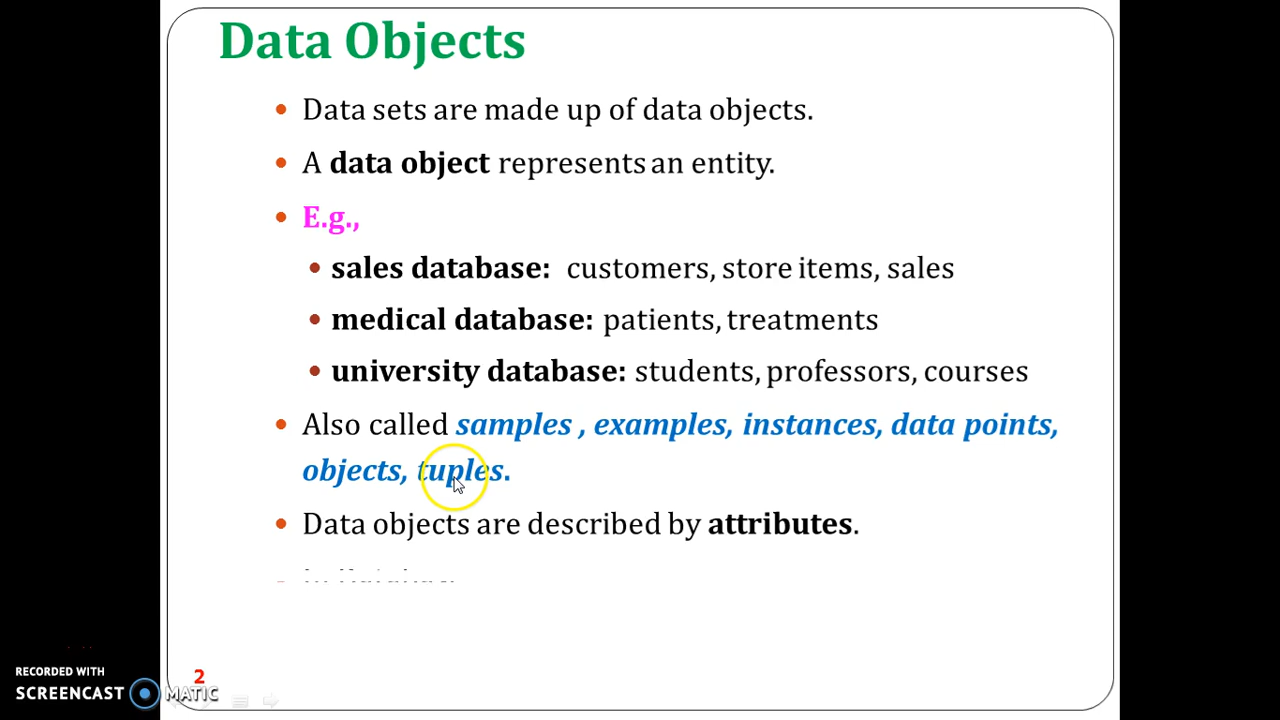 Data Objects
• Data sets are made up of data objects.
• A data object represents an entity.
• E.g.,
• sales database: customers, store items, sales
• medical database: patients, treatments
• university database: students, professors, courses
• Also called samples , examples, instances, data points,
objects, tuples.
• Data objects are described by attributes.
2
RECORDED WITH
SCREENCAST MATIC